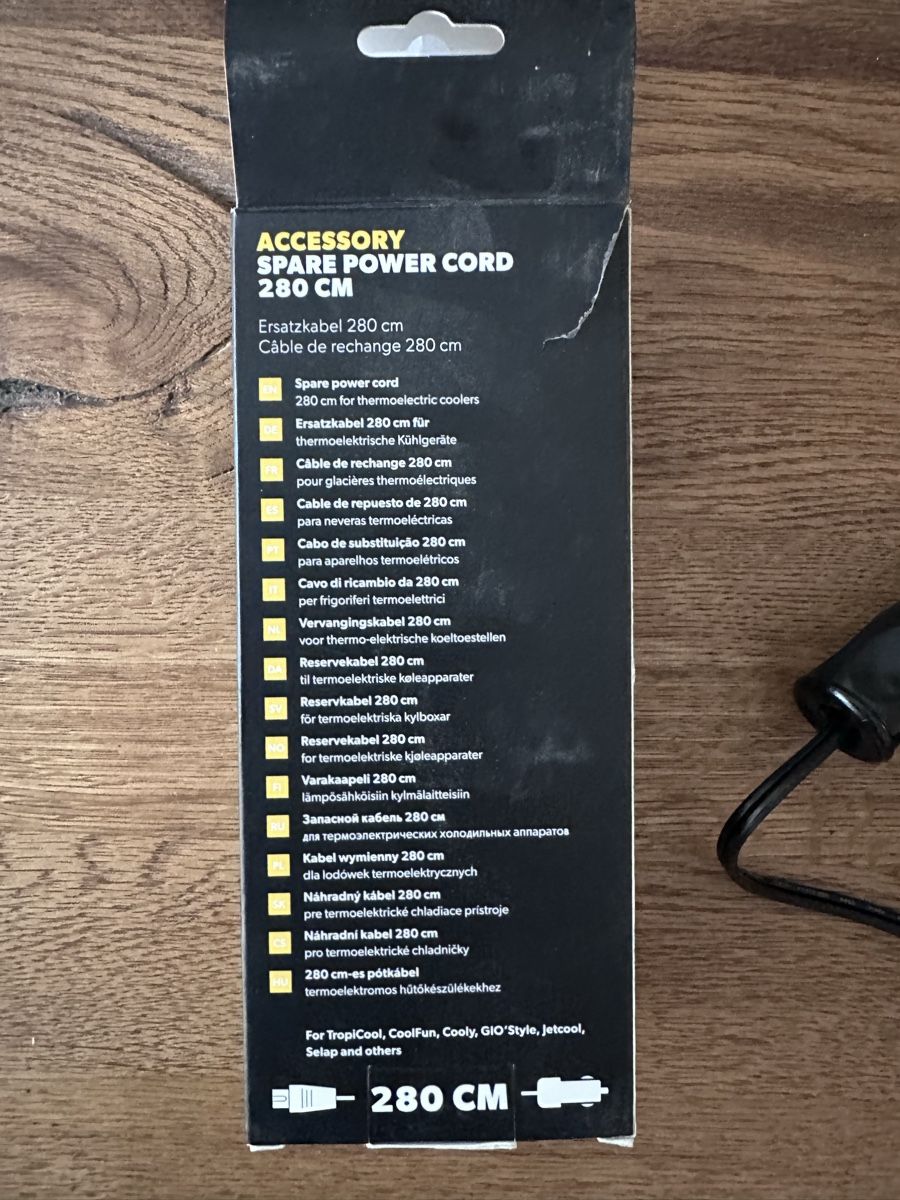 ACCESSORY
SPARE POWER CORD
280 CM
Ersatzkabel 280 cm
Câble de rechange 280 cm
EN Spare power cord
280 cm for thermoelectric coolers
DE Ersatzkabel 280 cm für
thermoelektrische Kühlgeräte
FR Câble de rechange 280 cm
pour glacières thermoélectriques
ES Cable de repuesto de 280 cm
para neveras termoeléctricas
PT Cabo de substituição 280 cm
para aparelhos termoelétricos
IT Cavo di ricambio da 280 cm
per frigoriferi termoelettrici
NL Vervangingskabel 280 cm
voor thermo-elektrische koeltoestellen
DA Reservekabel 280 cm
til termoelektriske køleapparater
SV Reservkabel 280 cm
för termoelektriska kylboxar
NO Reservekabel 280 cm
for termoelektriske kjøleapparater
FI Varakaapeli 280 cm
lämpösähköisiin kylmälaitteisiin
RU Запасной кабель 280 см
для термоэлектрических холодильных аппаратов
PL Kabel wymienny 280 cm
dla lodówek termoelektrycznych
SK Náhradný kábel 280 cm
pre termoelektrické chladiace prístroje
CS Náhradní kabel 280 cm
pro termoelektrické chladničky
HU 280 cm-es pótkábel
termoelektromos hűtőkészülékekhez
For TropiCool, CoolFun, Cooly, GIO'Style, Jetcool,
Selap and others
280 CM